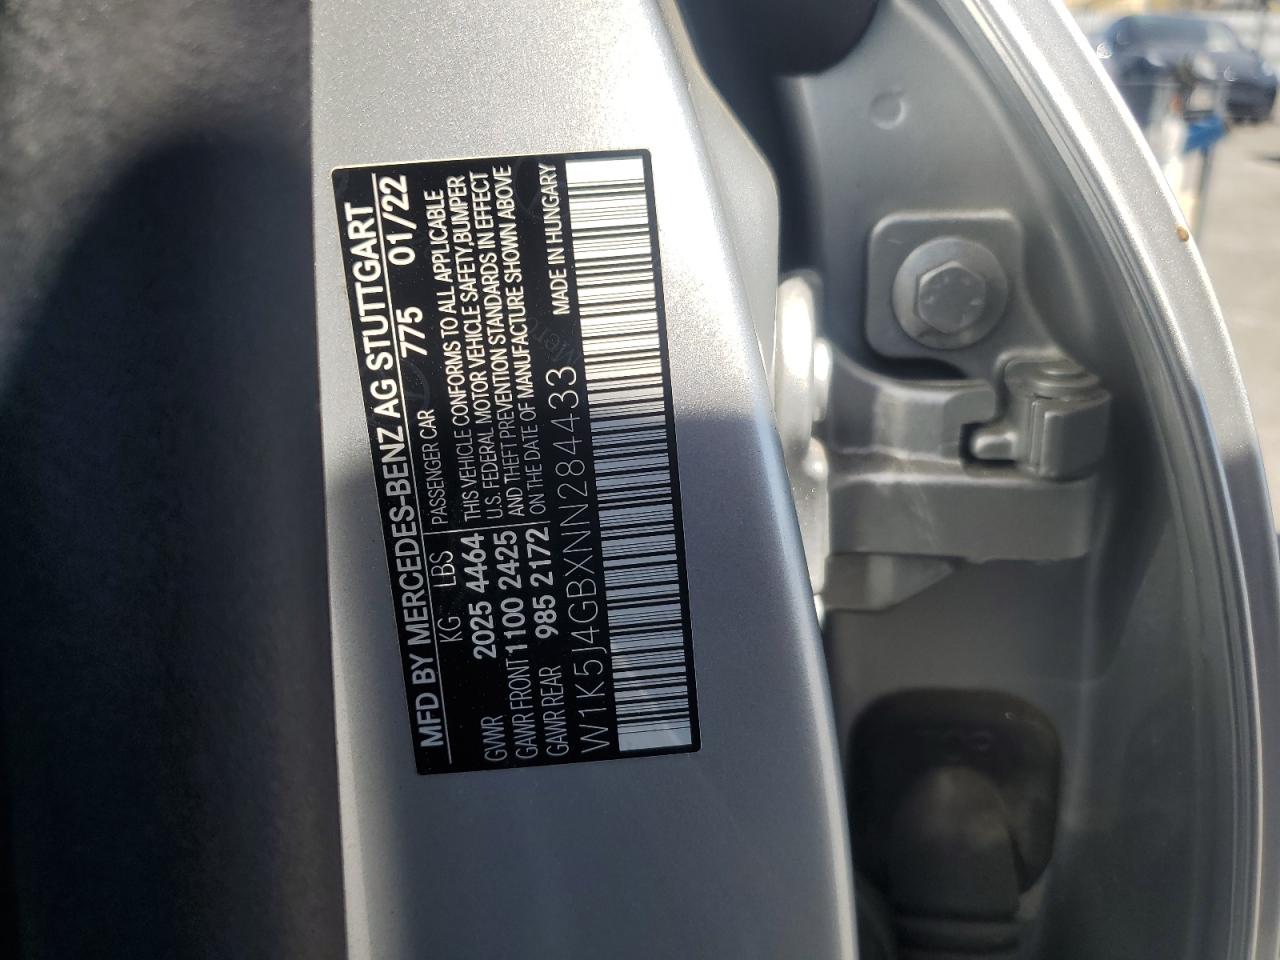 MFD BY MERCEDES-BENZ AG STUTTGART
KG LBS PASSENGER CAR 775 01/22
GVWR 2025 4464 THIS VEHICLE CONFORMS TO ALL APPLICABLE
U.S. FEDERAL MOTOR VEHICLE SAFETY,BUMPER
GAWR FRONT 1100 2425 AND THEFT PREVENTION STANDARDS IN EFFECT
GAWR REAR 985 2172 ON THE DATE OF MANUFACTURE SHOWN ABOVE
W1K5J4GBXNN284433 MADE IN HUNGARY